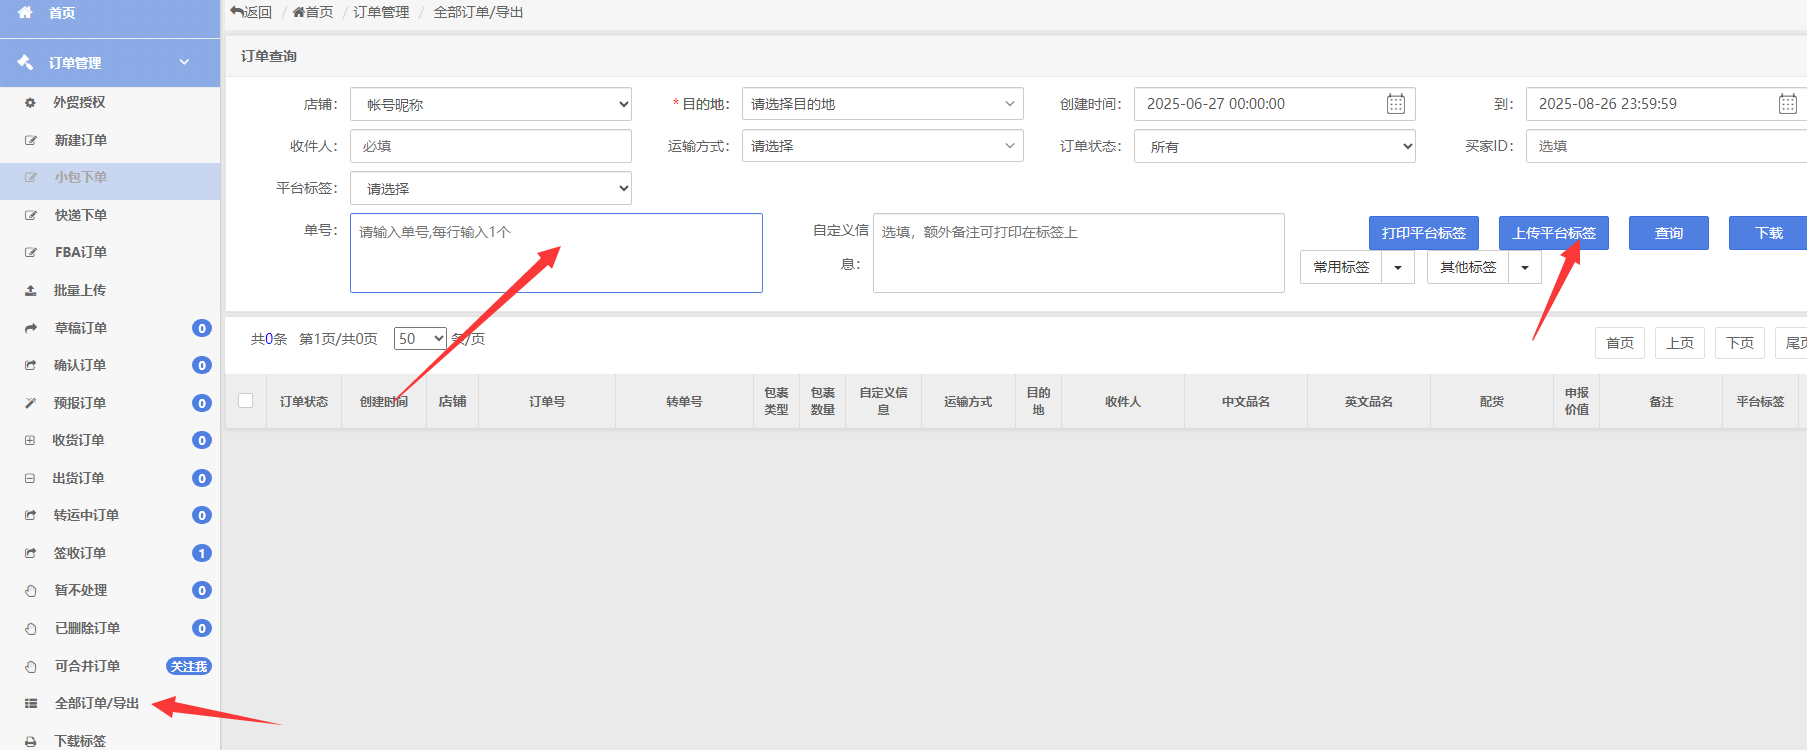 首页
订单管理
外贸授权
新建订单
小包下单
快递下单
FBA订单
批量上传
草稿订单 0
确认订单 0
预报订单 0
收货订单 0
出货订单 0
转运中订单 0
签收订单 1
暂不处理 0
已删除订单 0
可合并订单 关注我
全部订单/导出
下载标签
返回 / 首页 / 订单管理 / 全部订单/导出
订单查询
店铺: 帐号昵称 *目的地: 请选择目的地 创建时间: 2025-06-27 00:00:00 到: 2025-08-26 23:59:59
收件人: 必填 运输方式: 请选择 订单状态: 所有 买家ID: 选填
平台标签: 请选择
单号: 请输入单号,每行输入1个 自定义信息: 选填，额外备注可打印在标签上 打印平台标签 上传平台标签 查询 下载
常用标签 其他标签
共0条 第1页/共0页 50 条/页 首页 上页 下页 尾页
订单状态 创建时间 店铺 订单号 转单号 包裹类型 包裹数量 自定义信息 运输方式 目的地 收件人 中文品名 英文品名 配货 申报价值 备注 平台标签